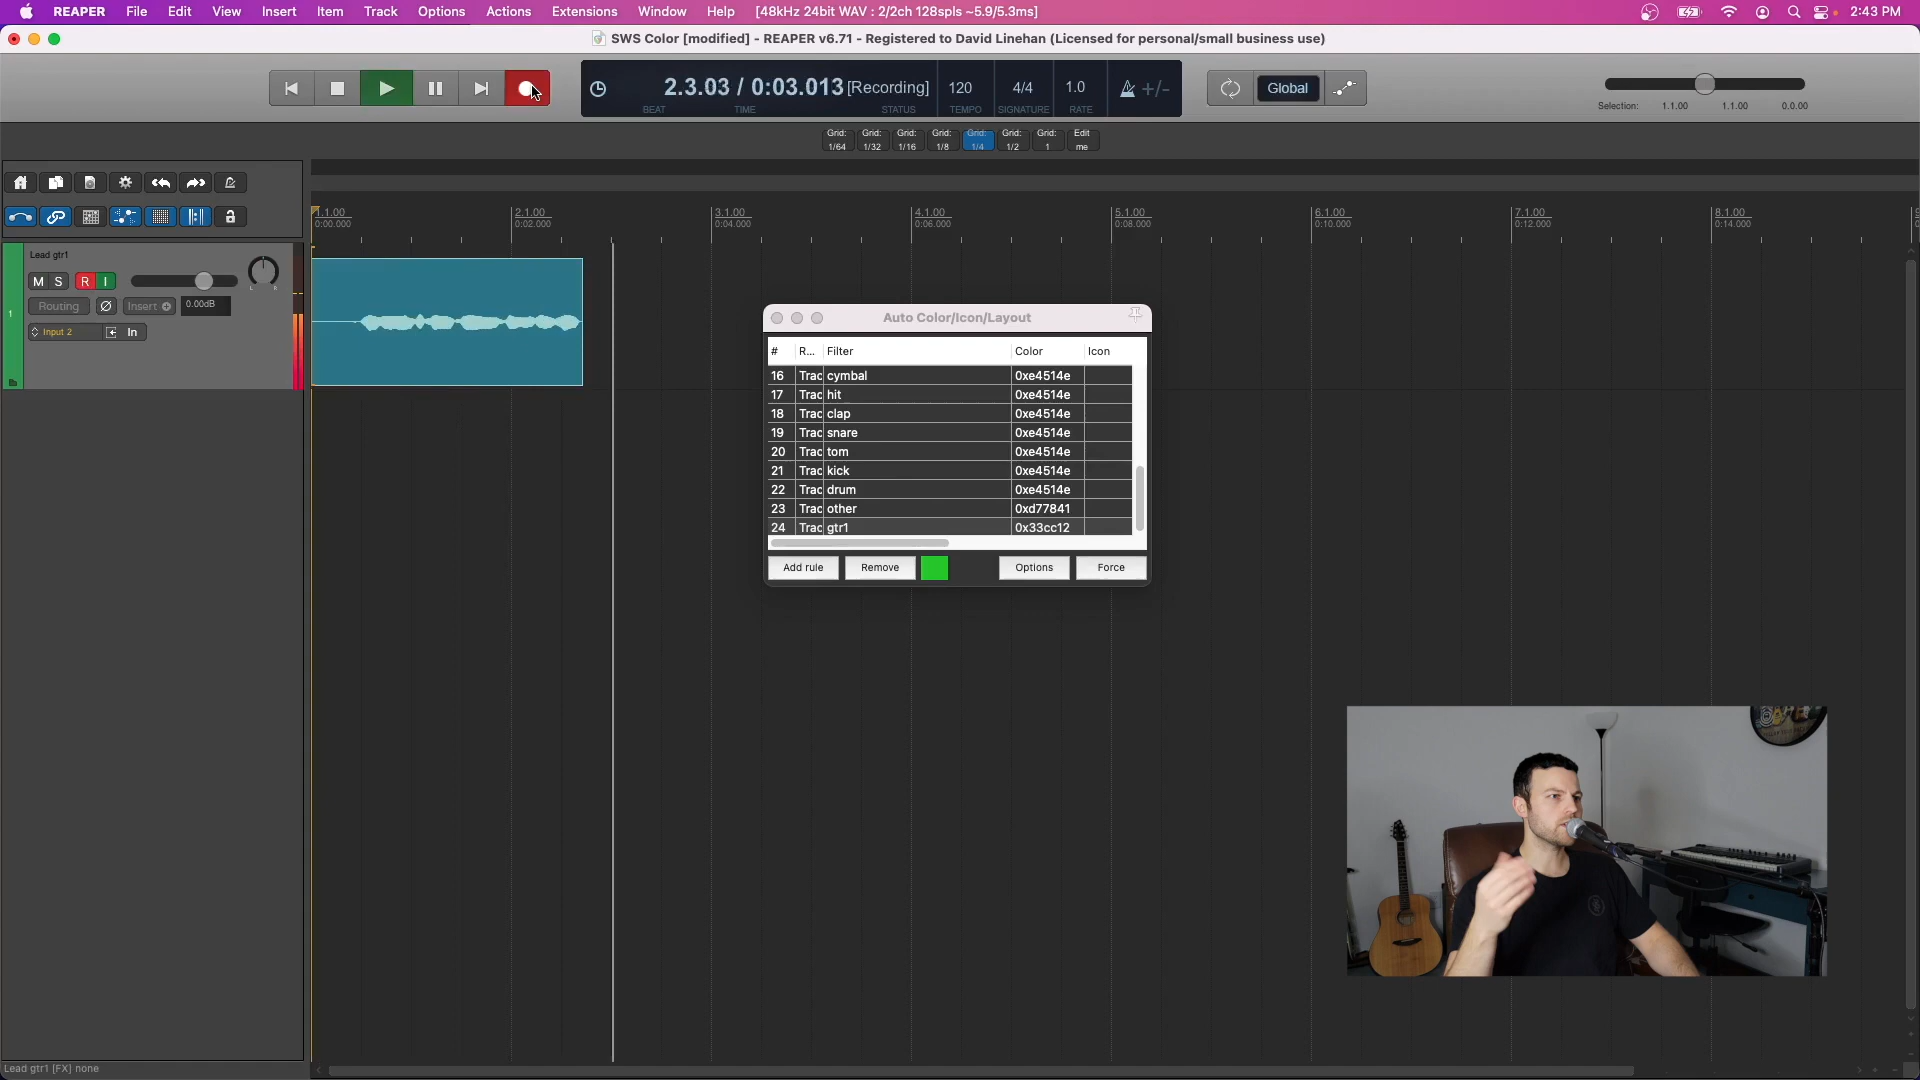 REAPER File Edit View Insert Item Track Options Actions Extensions Window Help [48kHz 24bit WAV : 2/2ch 128spls ~5.9/5.3ms] 2:43 PM
SWS Color [modified] - REAPER v6.71 - Registered to David Linehan (Licensed for personal/small business use)
2.3.03 / 0:03.013 [Recording] 120 4/4 1.0 +/- Global
BEAT TIME STATUS TEMPO SIGNATURE RATE Selection: 1.1.00 1.1.00 0.0.00
Grid: Grid: Grid: Grid: Grid: Grid: Grid: Edit
1/64 1/32 1/16 1/8 1/4 1/2 1 me
1.1.00 2.1.00 3.1.00 4.1.00 5.1.00 6.1.00 7.1.00 8.1.00
0:00.000 0:02.000 0:04.000 0:06.000 0:08.000 0:10.000 0:12.000 0:14.000
Lead gtr1
M S R I
L R
Routing Ø Insert 0.00dB
1
Input 2 In
Auto Color/Icon/Layout
# R... Filter Color Icon
16 Trac cymbal 0xe4514e
17 Trac hit 0xe4514e
18 Trac clap 0xe4514e
19 Trac snare 0xe4514e
20 Trac tom 0xe4514e
21 Trac kick 0xe4514e
22 Trac drum 0xe4514e
23 Trac other 0xd77841
24 Trac gtr1 0x33cc12
Add rule Remove Options Force
Lead gtr1 [FX] none